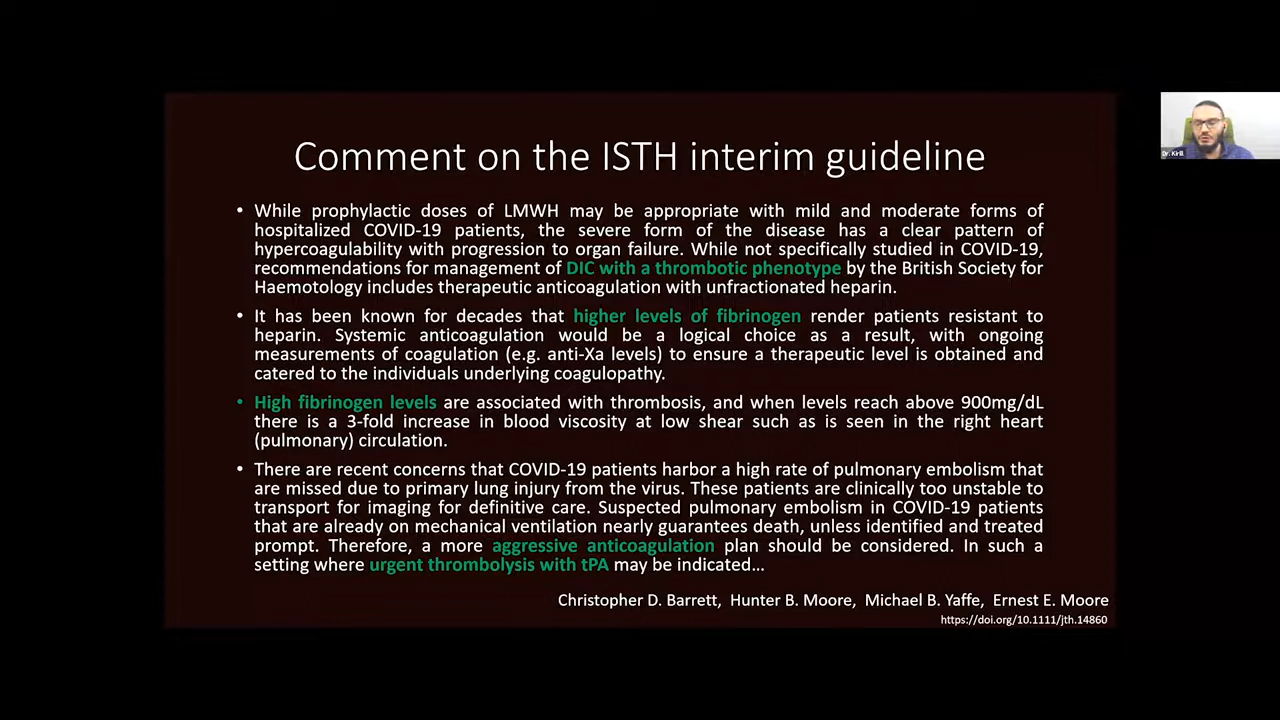 Comment on the ISTH interim guideline
• While prophylactic doses of LMWH may be appropriate with mild and moderate forms of
hospitalized COVID-19 patients, the severe form of the disease has a clear pattern of
hypercoagulability with progression to organ failure. While not specifically studied in COVID-19,
recommendations for management of DIC with a thrombotic phenotype by the British Society for
Haemotology includes therapeutic anticoagulation with unfractionated heparin.
• It has been known for decades that higher levels of fibrinogen render patients resistant to
heparin. Systemic anticoagulation would be a logical choice as a result, with ongoing
measurements of coagulation (e.g. anti-Xa levels) to ensure a therapeutic level is obtained and
catered to the individuals underlying coagulopathy.
• High fibrinogen levels are associated with thrombosis, and when levels reach above 900mg/dL
there is a 3-fold increase in blood viscosity at low shear such as is seen in the right heart
(pulmonary) circulation.
• There are recent concerns that COVID-19 patients harbor a high rate of pulmonary embolism that
are missed due to primary lung injury from the virus. These patients are clinically too unstable to
transport for imaging for definitive care. Suspected pulmonary embolism in COVID-19 patients
that are already on mechanical ventilation nearly guarantees death, unless identified and treated
prompt. Therefore, a more aggressive anticoagulation plan should be considered. In such a
setting where urgent thrombolysis with tPA may be indicated…
Christopher D. Barrett, Hunter B. Moore, Michael B. Yaffe, Ernest E. Moore
https://doi.org/10.1111/jth.14860
Dr. Kirill